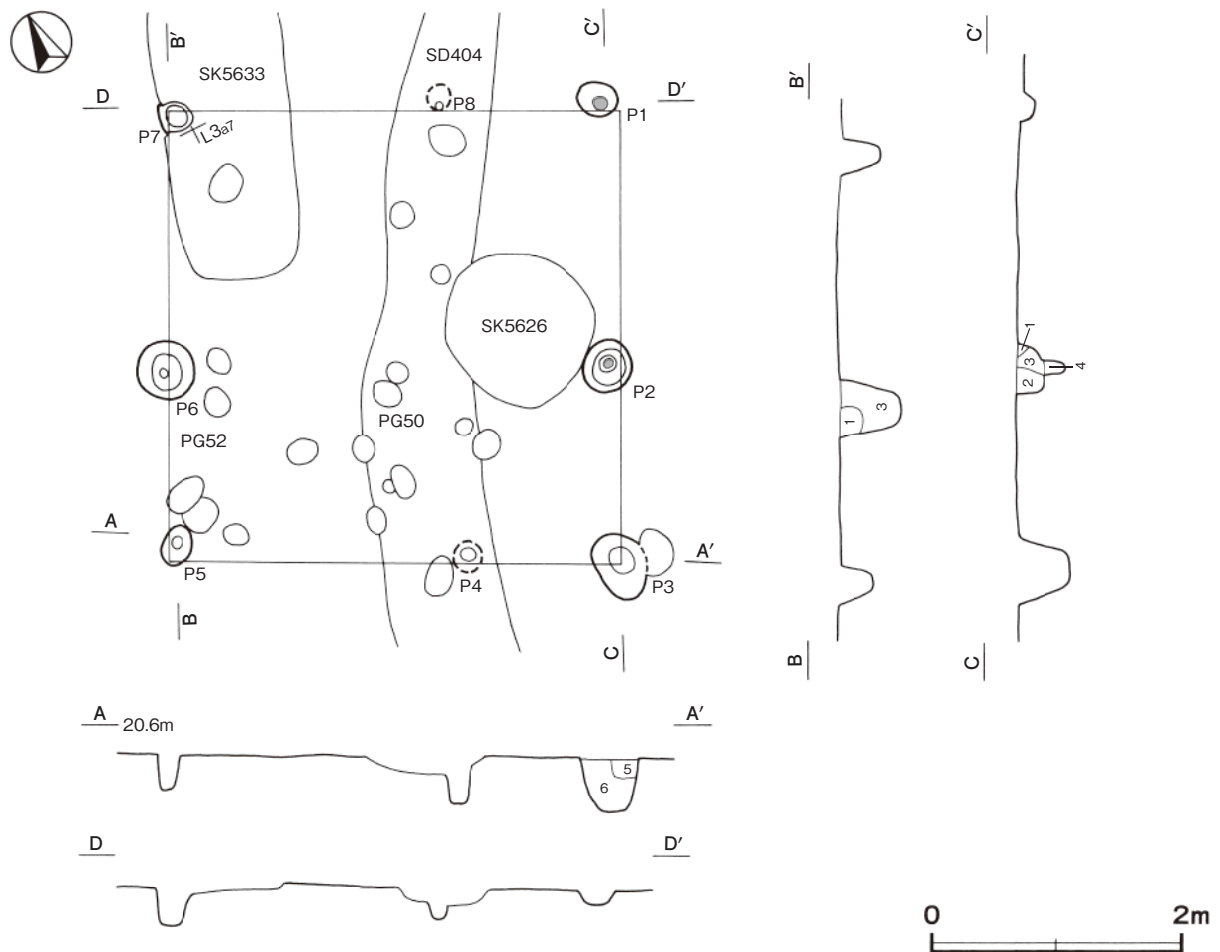 B′
C′
SK5633
SD404
D
D′
P8
P1
P7
L3a7
SK5626
P6
P2
PG52
PG50
A
A′
P5
P4
P3
B
C
B′
C′
1
3
1
3
4
2
B
C
A 20.6m
A′
5
6
D
D′
0
2m